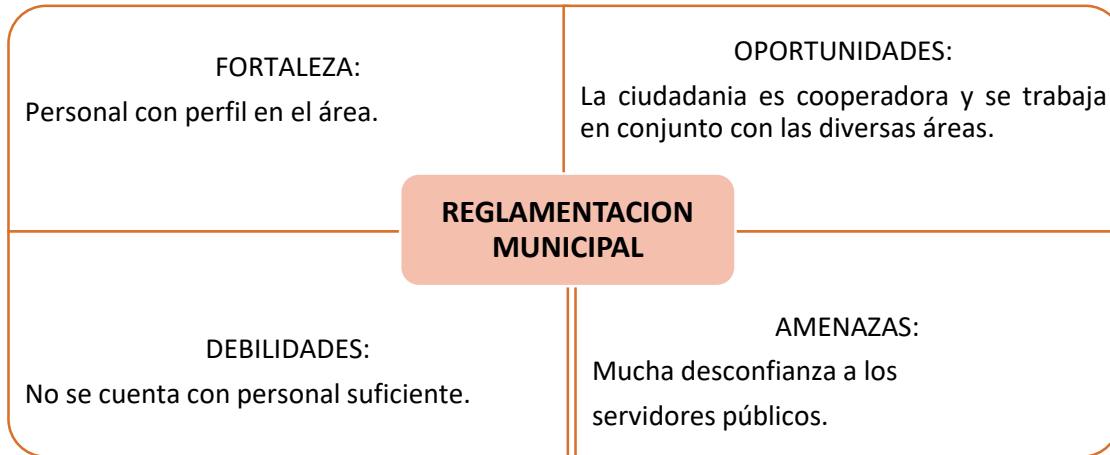 FORTALEZA:
Personal con perfil en el área.
OPORTUNIDADES:
La ciudadania es cooperadora y se trabaja
en conjunto con las diversas áreas.
REGLAMENTACION
MUNICIPAL
DEBILIDADES:
No se cuenta con personal suficiente.
AMENAZAS:
Mucha desconfianza a los
servidores públicos.